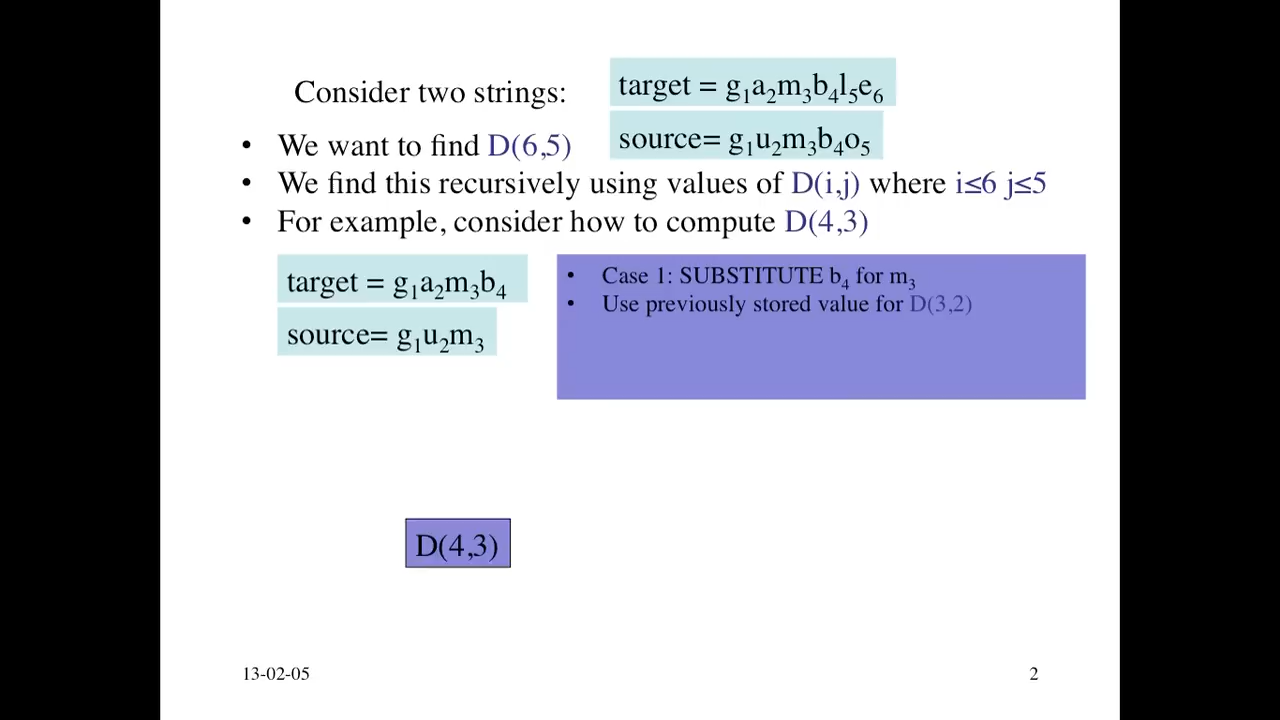 Consider two strings:
target = g₁a₂m₃b₄l₅e₆
source= g₁u₂m₃b₄o₅
• We want to find D(6,5)
• We find this recursively using values of D(i,j) where i≤6 j≤5
• For example, consider how to compute D(4,3)
target = g₁a₂m₃b₄
source= g₁u₂m₃
• Case 1: SUBSTITUTE b₄ for m₃
• Use previously stored value for D(3,2)
D(4,3)
13-02-05
2